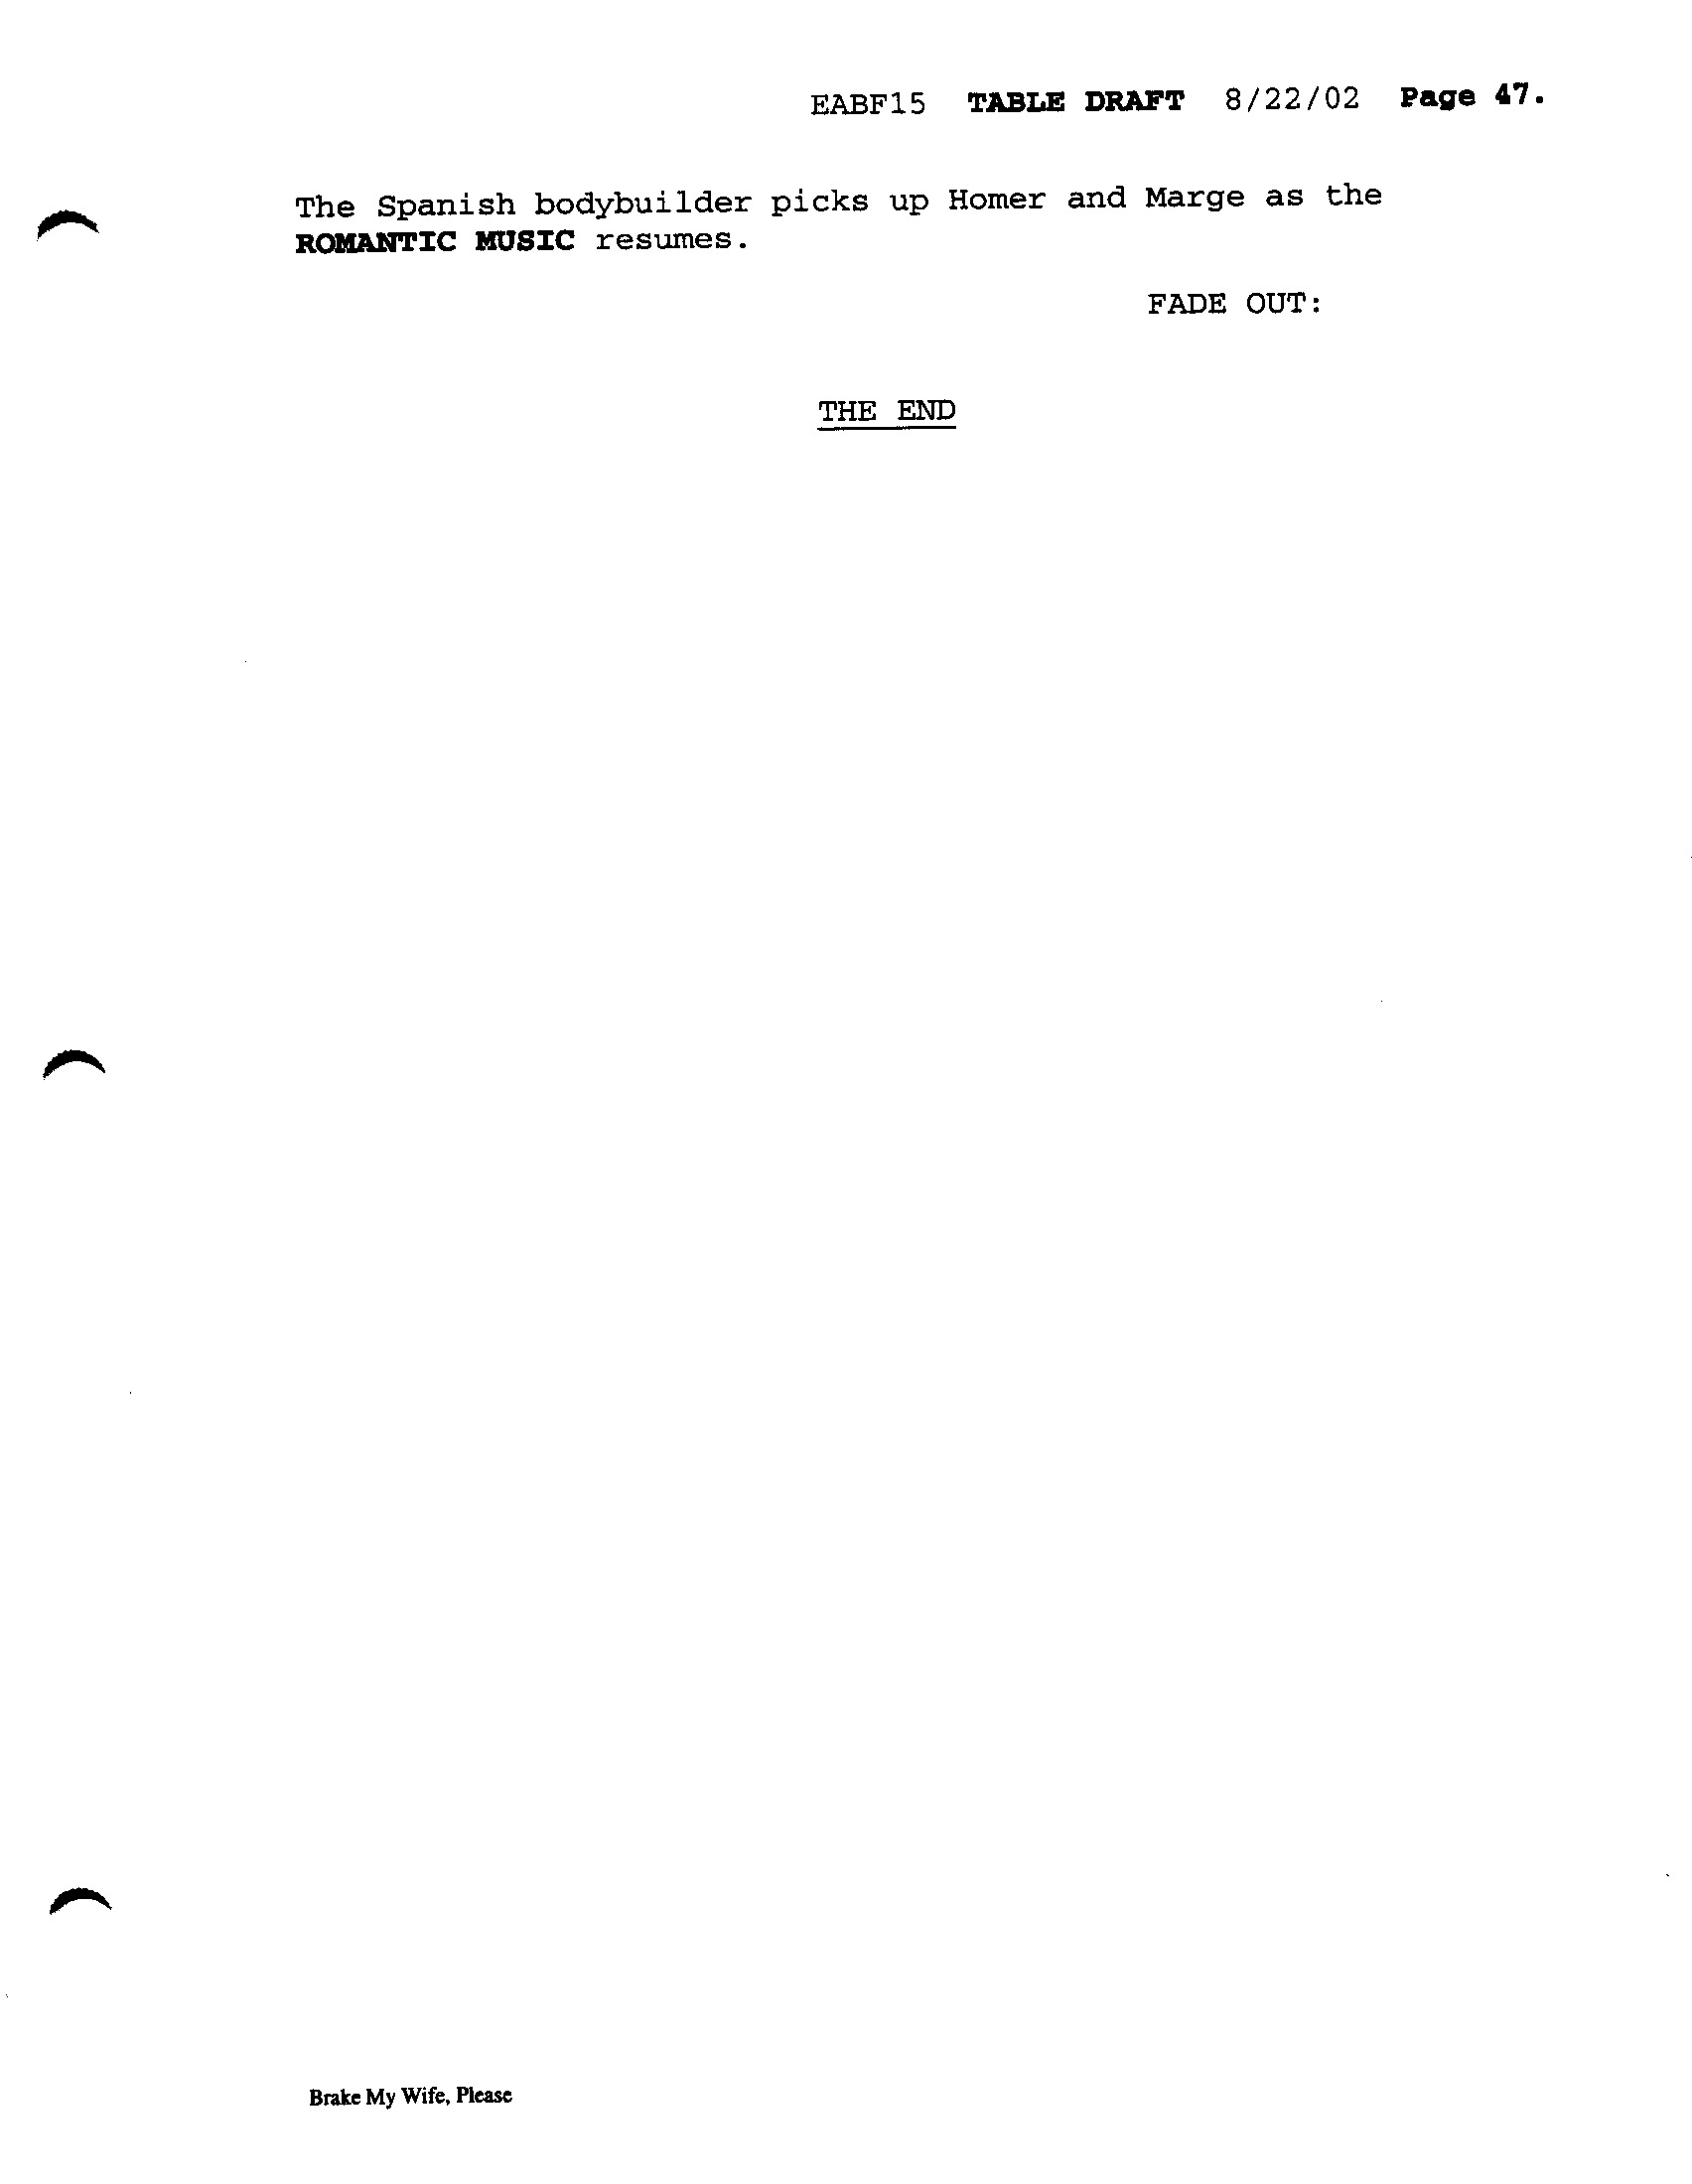 EABF15 TABLE DRAFT 8/22/02 Page 47.
The Spanish bodybuilder picks up Homer and Marge as the
ROMANTIC MUSIC resumes.
FADE OUT:
THE END
Brake My Wife, Please